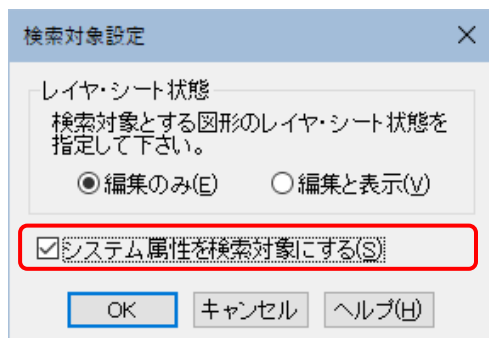 検索対象設定
レイヤ・シート状態
検索対象とする図形のレイヤ・シート状態を
指定して下さい。
編集のみ(E) 編集と表示(V)
システム属性を検索対象にする(S)
OK キャンセル ヘルプ(H)